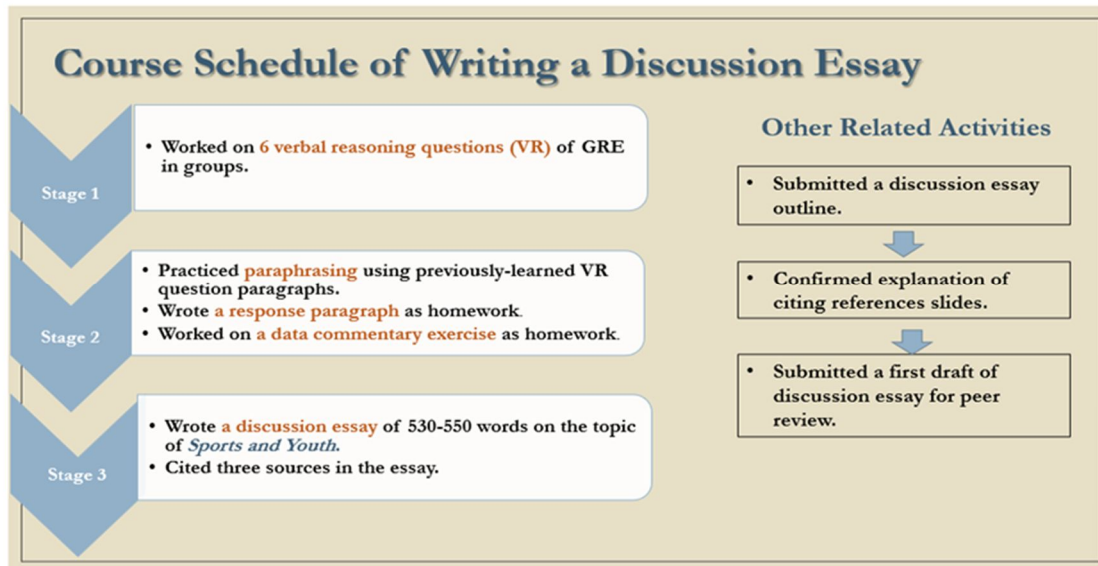 Course Schedule of Writing a Discussion Essay
Stage 1
• Worked on 6 verbal reasoning questions (VR) of GRE
in groups.
Stage 2
• Practiced paraphrasing using previously-learned VR
question paragraphs.
• Wrote a response paragraph as homework.
• Worked on a data commentary exercise as homework.
Stage 3
• Wrote a discussion essay of 530-550 words on the topic
of Sports and Youth.
• Cited three sources in the essay.
Other Related Activities
• Submitted a discussion essay
outline.
• Confirmed explanation of
citing references slides.
• Submitted a first draft of
discussion essay for peer
review.